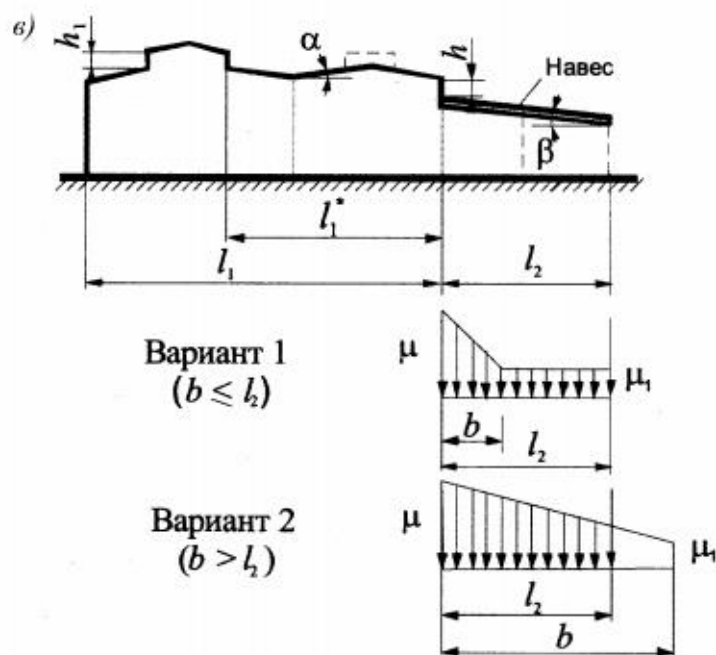 в)
h₁
α
h
Навес
β
l₁*
l₁
l₂
Вариант 1
(b ≤ l₂)
μ
μ₁
b
l₂
Вариант 2
(b > l₂)
μ
μ₁
l₂
b